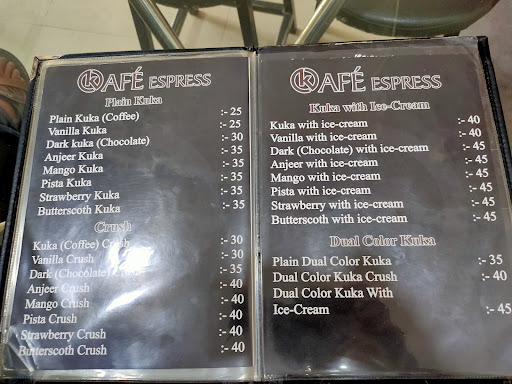 KAFÉ ESPRESS
Plain Kuka
Plain Kuka (Coffee) :- 25
Vanilla Kuka :- 25
Dark kuka (Chocolate) :- 30
Anjeer Kuka :- 35
Mango Kuka :- 35
Pista Kuka :- 35
Strawberry Kuka :- 35
Butterscoth Kuka :- 35
Crush
Kuka (Coffee) Crush :- 30
Vanilla Crush :- 30
Dark (Chocolate) Crush :- 35
Anjeer Crush :- 40
Mango Crush :- 40
Pista Crush :- 40
Strawberry Crush :- 40
Butterscoth Crush :- 40
KAFÉ ESPRESS
Kuka with Ice-Cream
Kuka with ice-cream :- 40
Vanilla with ice-cream :- 40
Dark (Chocolate) with ice-cream :- 45
Anjeer with ice-cream :- 45
Mango with ice-cream :- 45
Pista with ice-cream :- 45
Strawberry with ice-cream :- 45
Butterscoth with ice-cream :- 45
Dual Color Kuka
Plain Dual Color Kuka :- 35
Dual Color Kuka Crush :- 40
Dual Color Kuka With
Ice-Cream :- 45